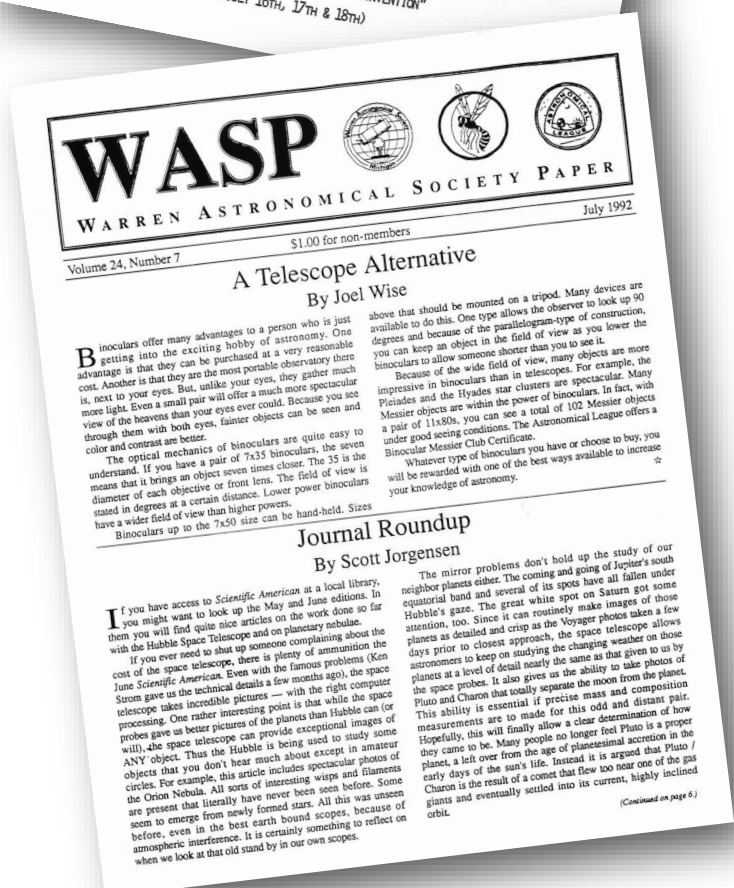 16TH, 17TH & 18TH)
WASP
WARREN ASTRONOMICAL SOCIETY PAPER
Volume 24, Number 7
$1.00 for non-members
July 1992
A Telescope Alternative
By Joel Wise
Binoculars offer many advantages to a person who is just
getting into the exciting hobby of astronomy. One
advantage is that they can be purchased at a very reasonable
cost. Another is that they are the most portable observatory there
is, next to your eyes. But, unlike your eyes, they gather much
more light. Even a small pair will offer a much more spectacular
view of the heavens than your eyes ever could. Because you see
through them with both eyes, fainter objects can be seen and
color and contrast are better.
The optical mechanics of binoculars are quite easy to
understand. If you have a pair of 7x35 binoculars, the seven
means that it brings an object seven times closer. The 35 is the
diameter of each objective or front lens. The field of view is
stated in degrees at a certain distance. Lower power binoculars
have a wider field of view than higher powers.
Binoculars up to the 7x50 size can be hand-held. Sizes
above that should be mounted on a tripod. Many devices are
available to do this. One type allows the observer to look up 90
degrees and because of the parallelogram-type of construction,
you can keep an object in the field of view as you lower the
binoculars to allow someone shorter than you to see it.
Because of the wide field of view, many objects are more
impressive in binoculars than in telescopes. For example, the
Pleiades and the Hyades star clusters are spectacular. Many
Messier objects are within the power of binoculars. In fact, with
a pair of 11x80s, you can see a total of 102 Messier objects
under good seeing conditions. The Astronomical League offers a
Binocular Messier Club Certificate.
Whatever type of binoculars you have or choose to buy, you
will be rewarded with one of the best ways available to increase
your knowledge of astronomy. ☆
Journal Roundup
By Scott Jorgensen
If you have access to Scientific American at a local library,
you might want to look up the May and June editions. In
them you will find quite nice articles on the work done so far
with the Hubble Space Telescope and on planetary nebulae.
If you ever need to shut up someone complaining about the
cost of the space telescope, there is plenty of ammunition the
June Scientific American. Even with the famous problems (Ken
Strom gave us the technical details a few months ago), the space
telescope takes incredible pictures — with the right computer
processing. One rather interesting point is that while the space
probes gave us better pictures of the planets than Hubble can (or
will), the space telescope can provide exceptional images of
ANY object. Thus the Hubble is being used to study some
objects that you don't hear much about except in amateur
circles. For example, this article includes spectacular photos of
the Orion Nebula. All sorts of interesting wisps and filaments
are present that literally have never been seen before. Some
seem to emerge from newly formed stars. All this was unseen
before, even in the best earth bound scopes, because of
atmospheric interference. It is certainly something to reflect on
when we look at that old stand by in our own scopes.
The mirror problems don't hold up the study of our
neighbor planets either. The coming and going of Jupiter's south
equatorial band and several of its spots have all fallen under
Hubble's gaze. The great white spot on Saturn got some
attention, too. Since it can routinely make images of those
planets as detailed and crisp as the Voyager photos taken a few
days prior to closest approach, the space telescope allows
astronomers to keep on studying the changing weather on those
planets at a level of detail nearly the same as that given to us by
the space probes. It also gives us the ability to take photos of
Pluto and Charon that totally separate the moon from the planet.
This ability is essential if precise mass and composition
measurements are to be made for this odd and distant pair.
Hopefully, this will finally allow a clear determination of how
they came to be. Many people no longer feel Pluto is a proper
planet, a left over from the age of planetesimal accretion in the
early days of the sun's life. Instead it is argued that Pluto /
Charon is the result of a comet that flew too near one of the gas
giants and eventually settled into its current, highly inclined
orbit.
(Continued on page 6.)